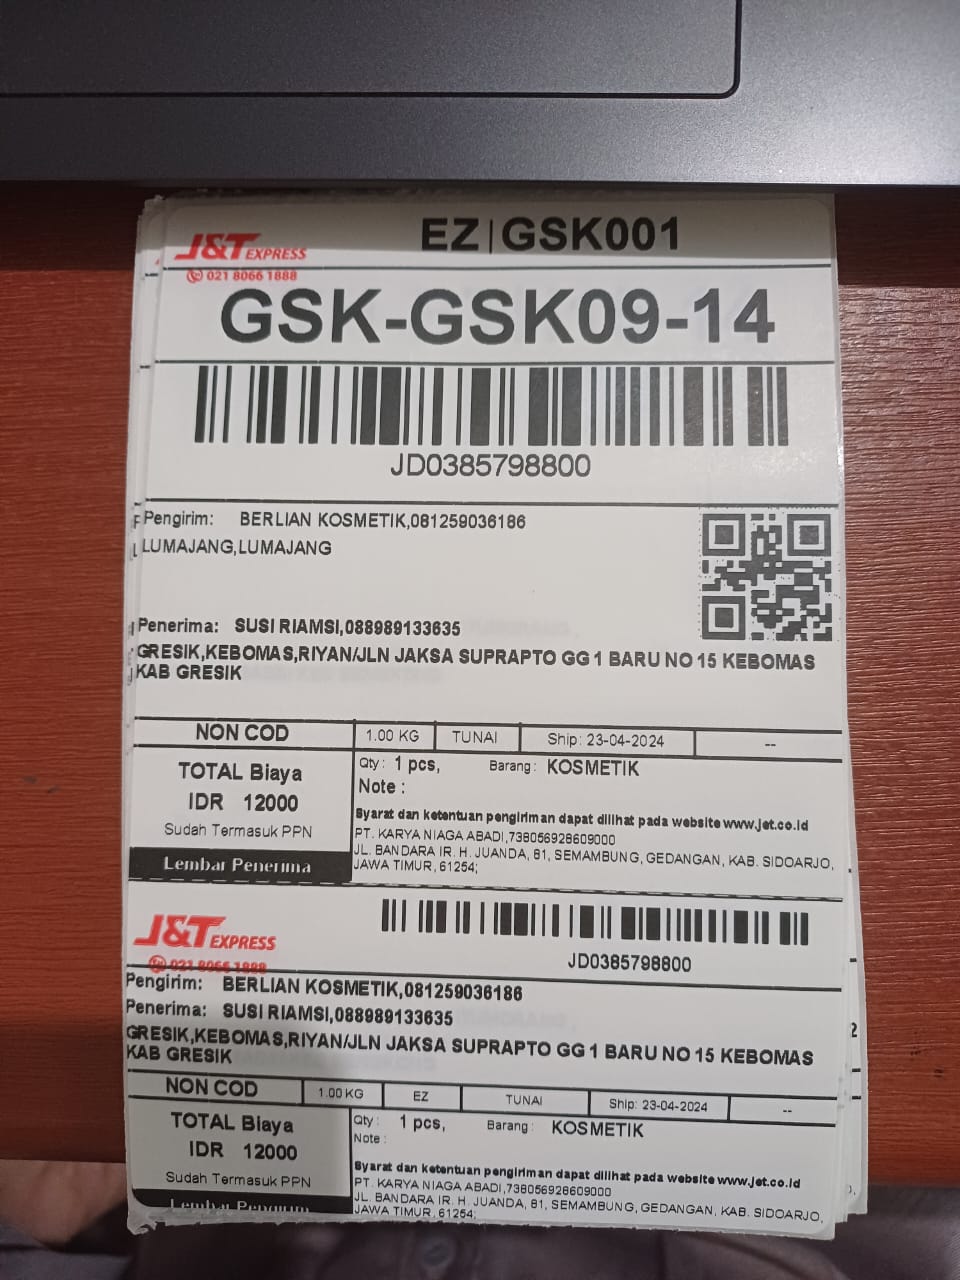 J&T EXPRESS
021 8066 1888
EZ|GSK001
GSK-GSK09-14
JD0385798800
Pengirim: BERLIAN KOSMETIK,081259036186
LUMAJANG,LUMAJANG
Penerima: SUSI RIAMSI,088989133635
GRESIK,KEBOMAS,RIYAN/JLN JAKSA SUPRAPTO GG 1 BARU NO 15 KEBOMAS
KAB GRESIK
NON COD 1.00 KG TUNAI Ship: 23-04-2024 --
TOTAL Biaya
IDR 12000
Sudah Termasuk PPN
Lembar Penerima
Qty : 1 pcs, Barang : KOSMETIK
Note :
Syarat dan ketentuan pengiriman dapat dilihat pada website www.jet.co.id
PT. KARYA NIAGA ABADI,738056928609000
JL. BANDARA IR. H. JUANDA, 81, SEMAMBUNG, GEDANGAN, KAB. SIDOARJO,
JAWA TIMUR, 61254;
J&T EXPRESS
021 8066 1888
JD0385798800
Pengirim: BERLIAN KOSMETIK,081259036186
Penerima: SUSI RIAMSI,088989133635
GRESIK,KEBOMAS,RIYAN/JLN JAKSA SUPRAPTO GG 1 BARU NO 15 KEBOMAS
KAB GRESIK
NON COD 1.00 KG EZ TUNAI Ship: 23-04-2024 --
TOTAL Biaya
IDR 12000
Sudah Termasuk PPN
Lembar Pengirim
Qty : 1 pcs, Barang : KOSMETIK
Note :
Syarat dan ketentuan pengiriman dapat dilihat pada website www.jet.co.id
PT. KARYA NIAGA ABADI,738056928609000
JL. BANDARA IR. H. JUANDA, 81, SEMAMBUNG, GEDANGAN, KAB. SIDOARJO,
JAWA TIMUR, 61254;